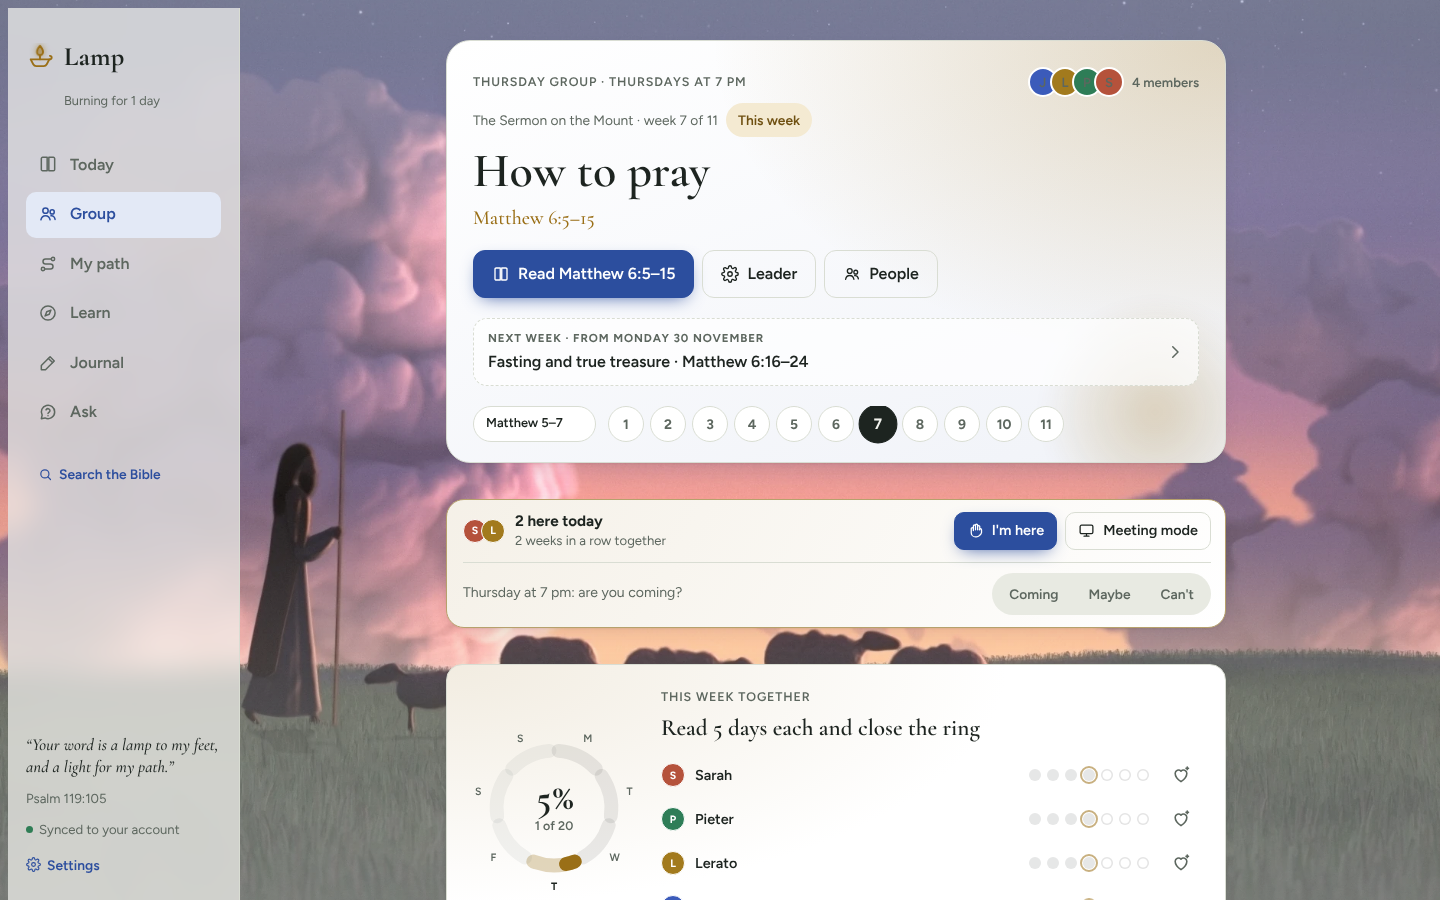 Lamp
Burning for 1 day
Today
Group
My path
Learn
Journal
Ask
Search the Bible
“Your word is a lamp to my feet,
and a light for my path.”
Psalm 119:105
Synced to your account
Settings
THURSDAY GROUP · THURSDAYS AT 7 PM
L S 4 members
The Sermon on the Mount · week 7 of 11 This week
How to pray
Matthew 6:5–15
Read Matthew 6:5–15 Leader People
NEXT WEEK · FROM MONDAY 30 NOVEMBER
Fasting and true treasure · Matthew 6:16–24
Matthew 5–7 1 2 3 4 5 6 7 8 9 10 11
S L 2 here today
2 weeks in a row together
I'm here Meeting mode
Thursday at 7 pm: are you coming? Coming Maybe Can't
THIS WEEK TOGETHER
Read 5 days each and close the ring
S M T W T F S
5%
1 of 20
S Sarah
P Pieter
L Lerato